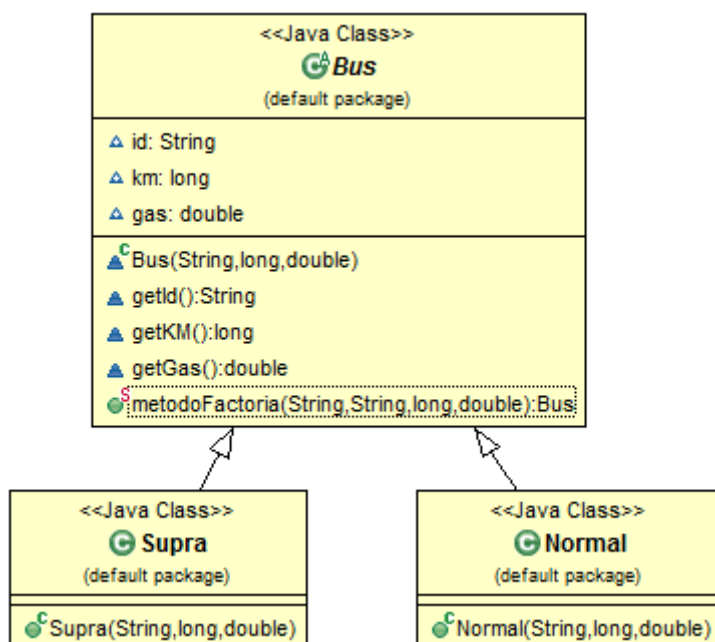 <<Java Class>>
Bus
(default package)
id: String
km: long
gas: double
Bus(String,long,double)
getId():String
getKM():long
getGas():double
metodoFactoria(String,String,long,double):Bus
<<Java Class>>
Supra
(default package)
Supra(String,long,double)
<<Java Class>>
Normal
(default package)
Normal(String,long,double)